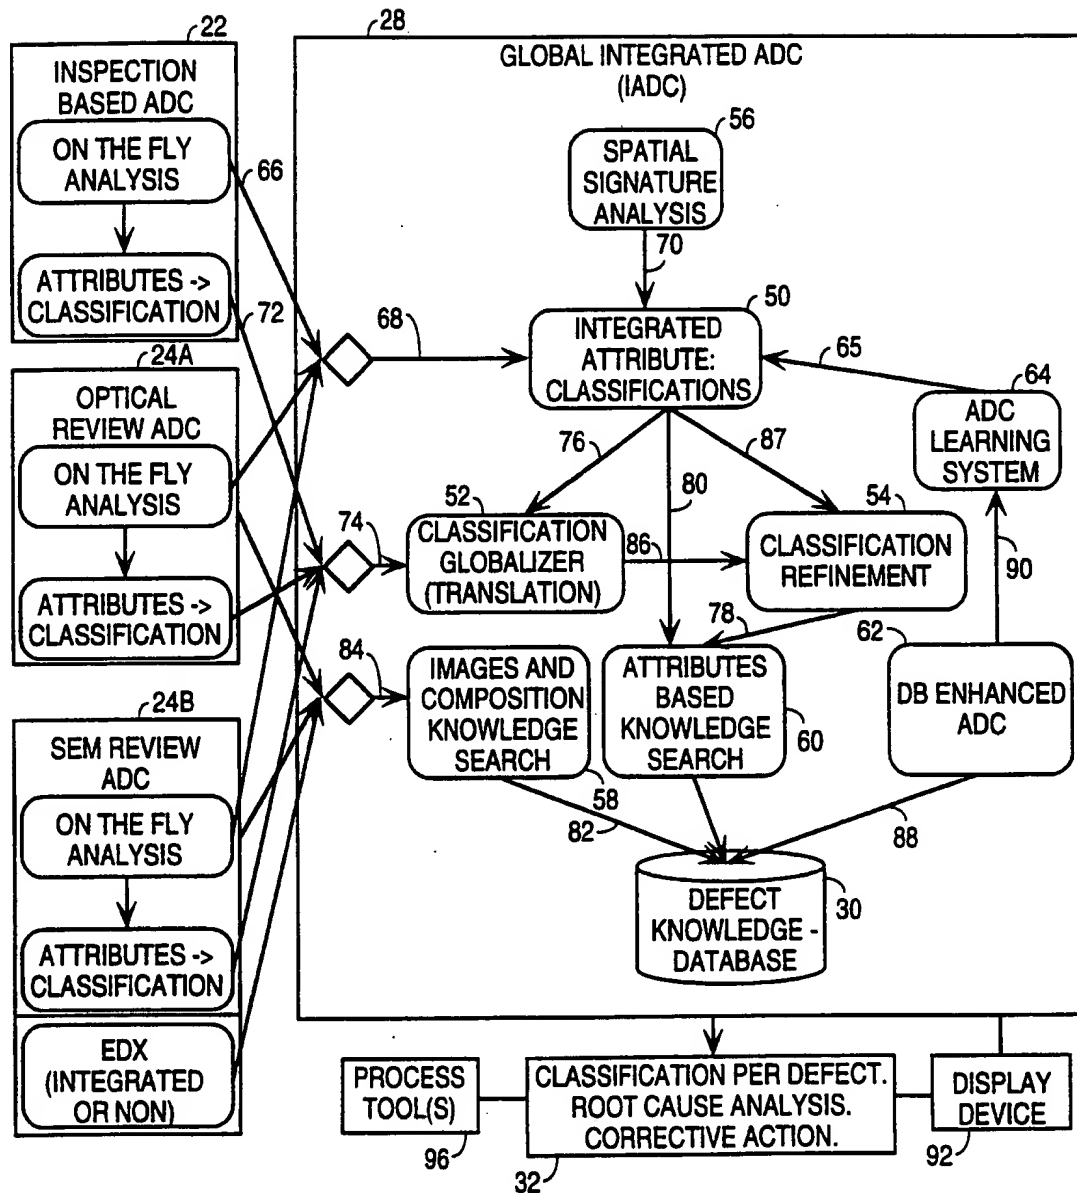 22
INSPECTION
BASED ADC
ON THE FLY
ANALYSIS
ATTRIBUTES ->
CLASSIFICATION
66
72
24A
OPTICAL
REVIEW ADC
ON THE FLY
ANALYSIS
ATTRIBUTES ->
CLASSIFICATION
24B
SEM REVIEW
ADC
ON THE FLY
ANALYSIS
ATTRIBUTES ->
CLASSIFICATION
EDX
(INTEGRATED
OR NON)
28
GLOBAL INTEGRATED ADC
(IADC)
56
SPATIAL
SIGNATURE
ANALYSIS
70
50
68
INTEGRATED
ATTRIBUTE:
CLASSIFICATIONS
65
64
ADC
LEARNING
SYSTEM
76
80
87
52
54
74
CLASSIFICATION
GLOBALIZER
(TRANSLATION)
86
CLASSIFICATION
REFINEMENT
90
78
62
84
IMAGES AND
COMPOSITION
KNOWLEDGE
SEARCH
58
ATTRIBUTES
BASED
KNOWLEDGE
SEARCH
60
DB ENHANCED
ADC
82
88
DEFECT
KNOWLEDGE -
DATABASE
30
PROCESS
TOOL(S)
96
CLASSIFICATION PER DEFECT.
ROOT CAUSE ANALYSIS.
CORRECTIVE ACTION.
32
DISPLAY
DEVICE
92